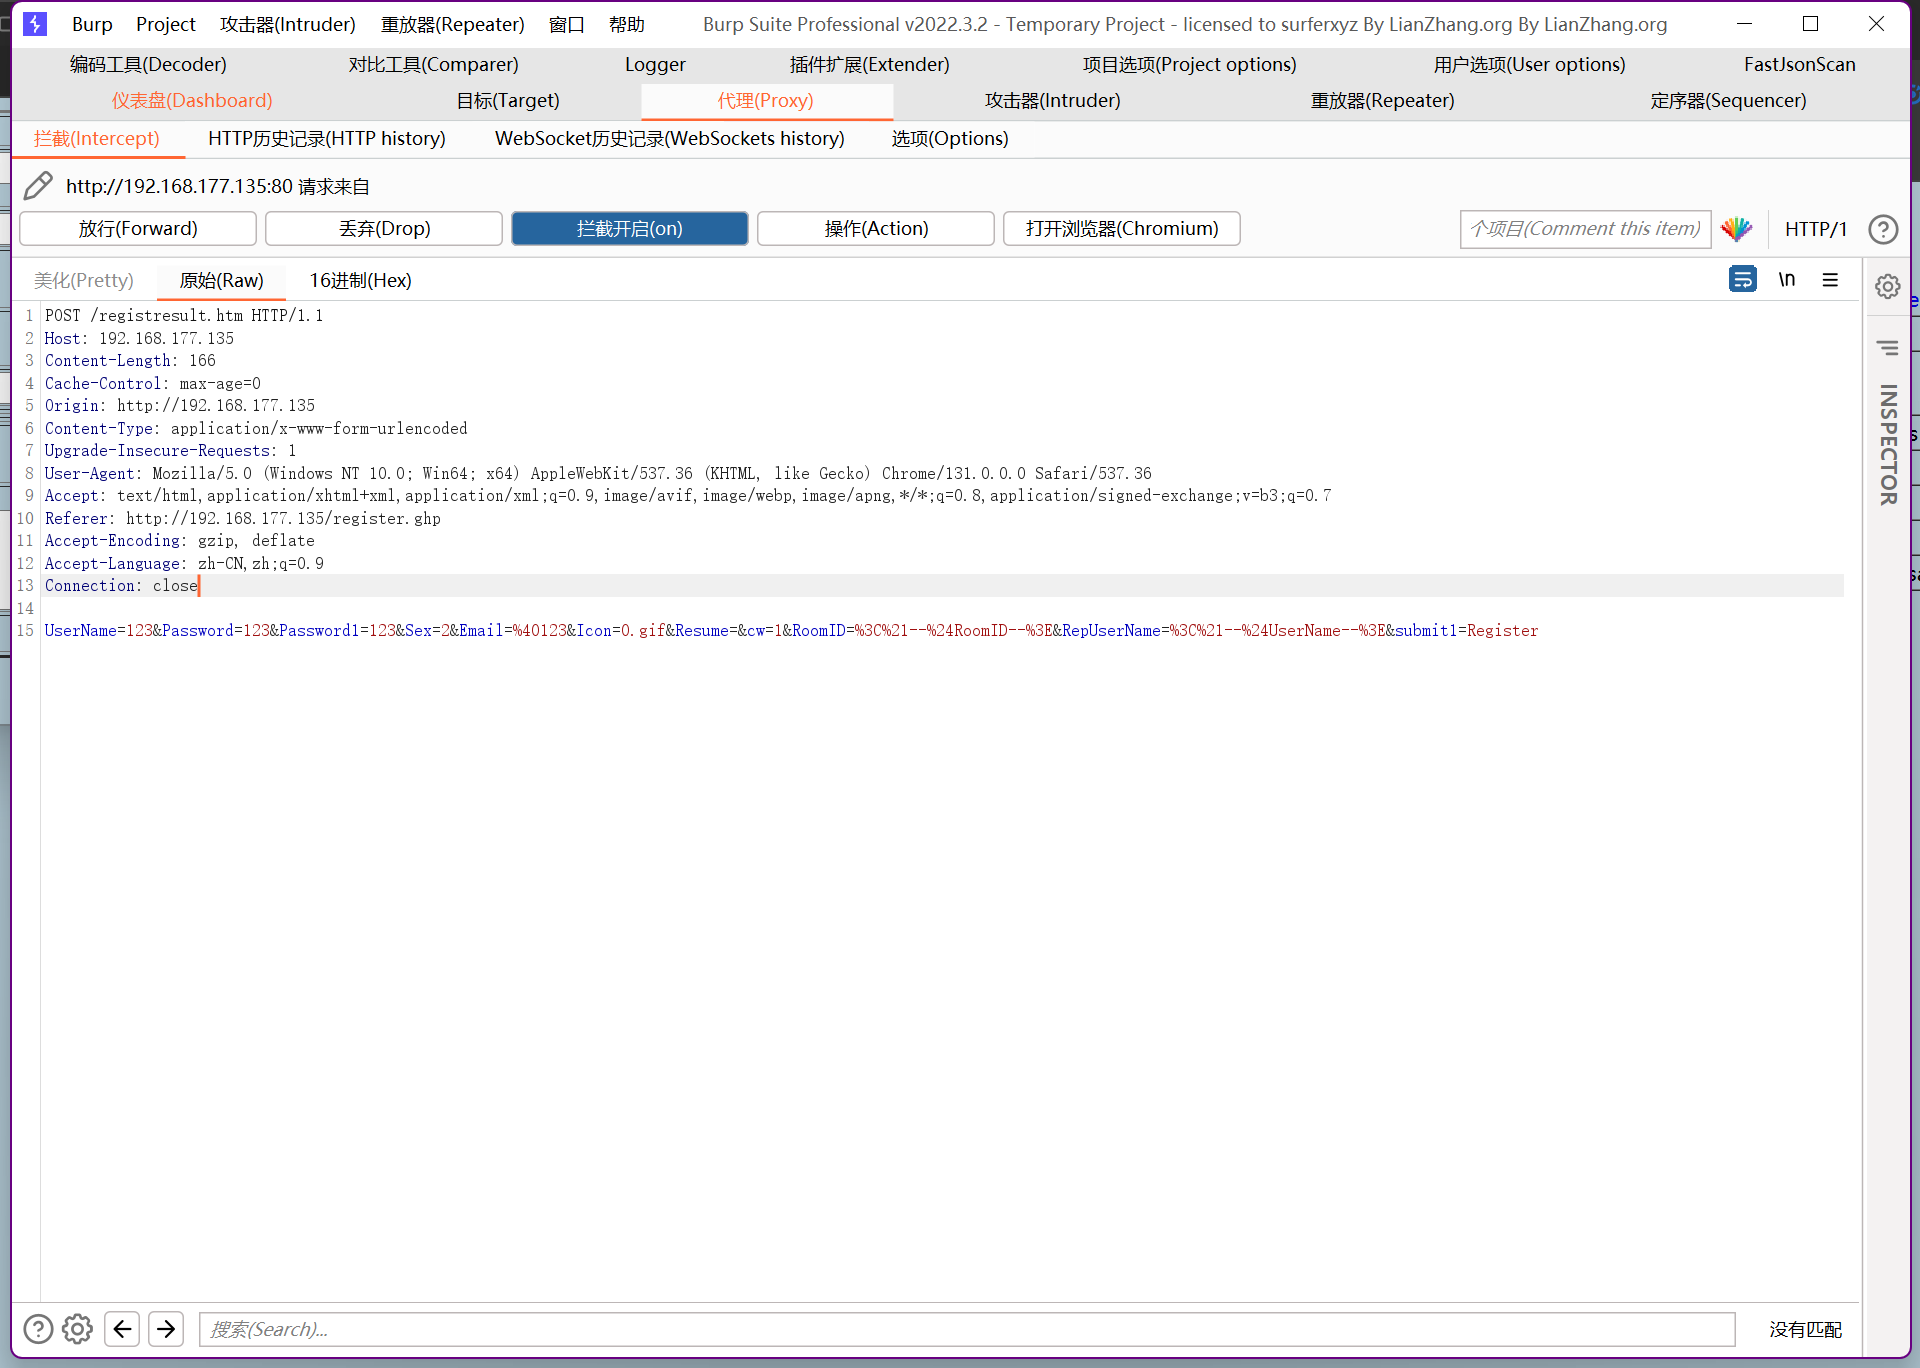 Burp Project 攻击器(Intruder) 重放器(Repeater) 窗口 帮助 Burp Suite Professional v2022.3.2 - Temporary Project - licensed to surferxyz By LianZhang.org By LianZhang.org
编码工具(Decoder) 对比工具(Comparer) Logger 插件扩展(Extender) 项目选项(Project options) 用户选项(User options) FastJsonScan
仪表盘(Dashboard) 目标(Target) 代理(Proxy) 攻击器(Intruder) 重放器(Repeater) 定序器(Sequencer)
拦截(Intercept) HTTP历史记录(HTTP history) WebSocket历史记录(WebSockets history) 选项(Options)
http://192.168.177.135:80 请求来自
放行(Forward) 丢弃(Drop) 拦截开启(on) 操作(Action) 打开浏览器(Chromium) 个项目(Comment this item) HTTP/1
美化(Pretty) 原始(Raw) 16进制(Hex) \n
1 POST /registresult.htm HTTP/1.1
2 Host: 192.168.177.135
3 Content-Length: 166
4 Cache-Control: max-age=0
5 Origin: http://192.168.177.135
6 Content-Type: application/x-www-form-urlencoded
7 Upgrade-Insecure-Requests: 1
8 User-Agent: Mozilla/5.0 (Windows NT 10.0; Win64; x64) AppleWebKit/537.36 (KHTML, like Gecko) Chrome/131.0.0.0 Safari/537.36
9 Accept: text/html,application/xhtml+xml,application/xml;q=0.9,image/avif,image/webp,image/apng,*/*;q=0.8,application/signed-exchange;v=b3;q=0.7
10 Referer: http://192.168.177.135/register.ghp
11 Accept-Encoding: gzip, deflate
12 Accept-Language: zh-CN,zh;q=0.9
13 Connection: close
14
15 UserName=123&Password=123&Password1=123&Sex=2&Email=%40123&Icon=0.gif&Resume=&cw=1&RoomID=%3C%21--%24RoomID--%3E&RepUserName=%3C%21--%24UserName--%3E&submit1=Register
INSPECTOR
搜索(Search)... 没有匹配